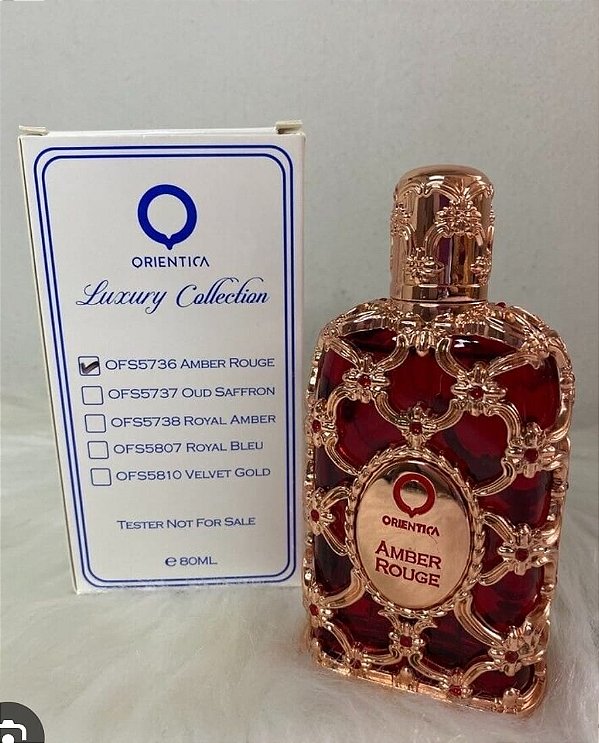 ORIENTICA
Luxury Collection
OFS5736 AMBER ROUGE
OFS5737 OUD SAFFRON
OFS5738 ROYAL AMBER
OFS5807 ROYAL BLEU
OFS5810 VELVET GOLD
TESTER NOT FOR SALE
℮ 80ML
ORIENTICA
AMBER
ROUGE